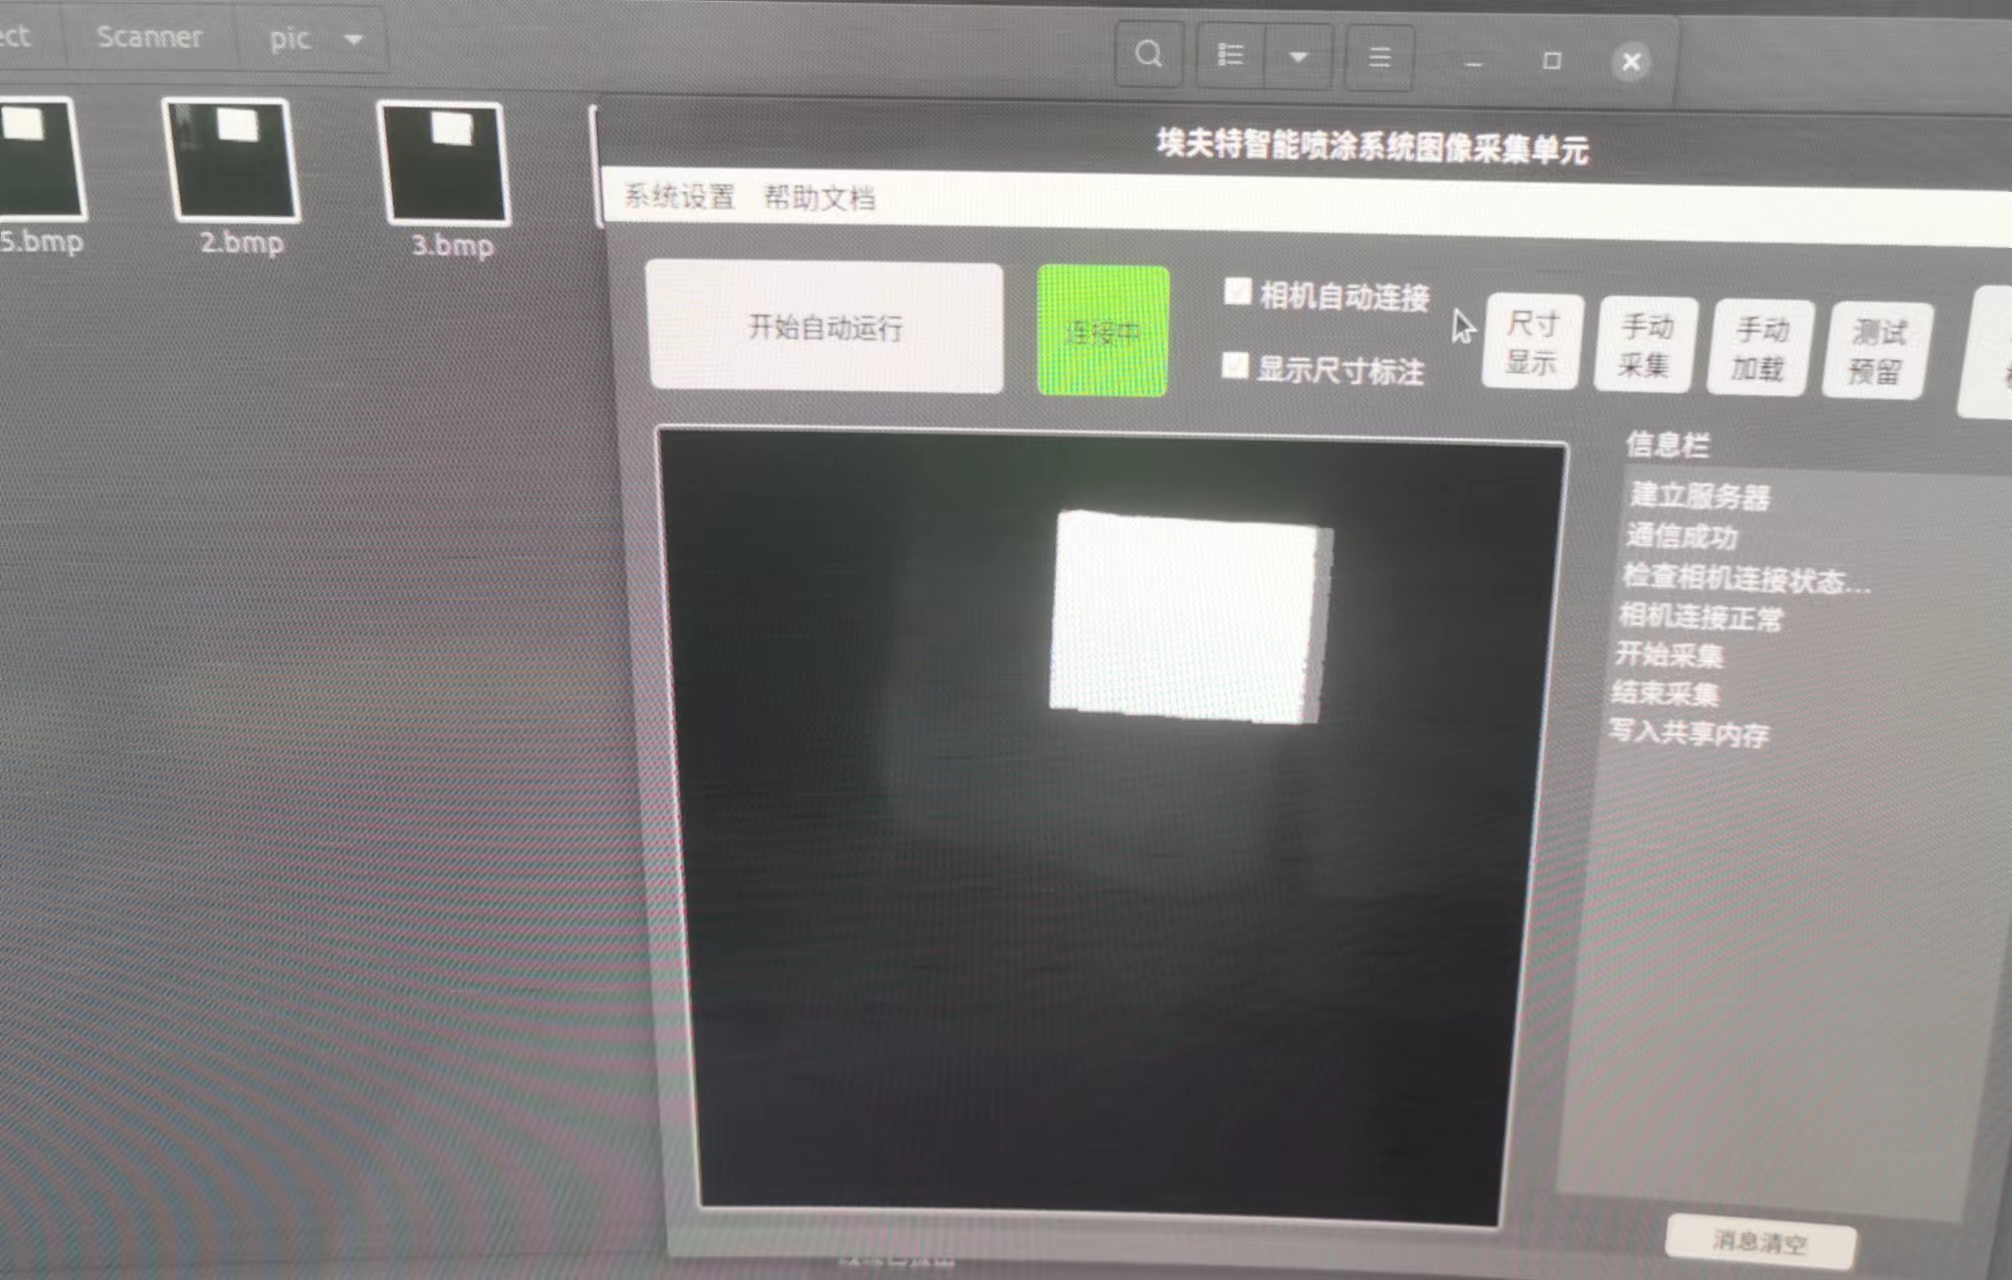 ect Scanner pic
5.bmp 2.bmp 3.bmp
埃夫特智能喷涂系统图像采集单元
系统设置 帮助文档
开始自动运行
连接中
相机自动连接
显示尺寸标注
尺寸
显示
手动
采集
手动
加载
测试
预留
信息栏
建立服务器
通信成功
检查相机连接状态...
相机连接正常
开始采集
结束采集
写入共享内存
消息清空